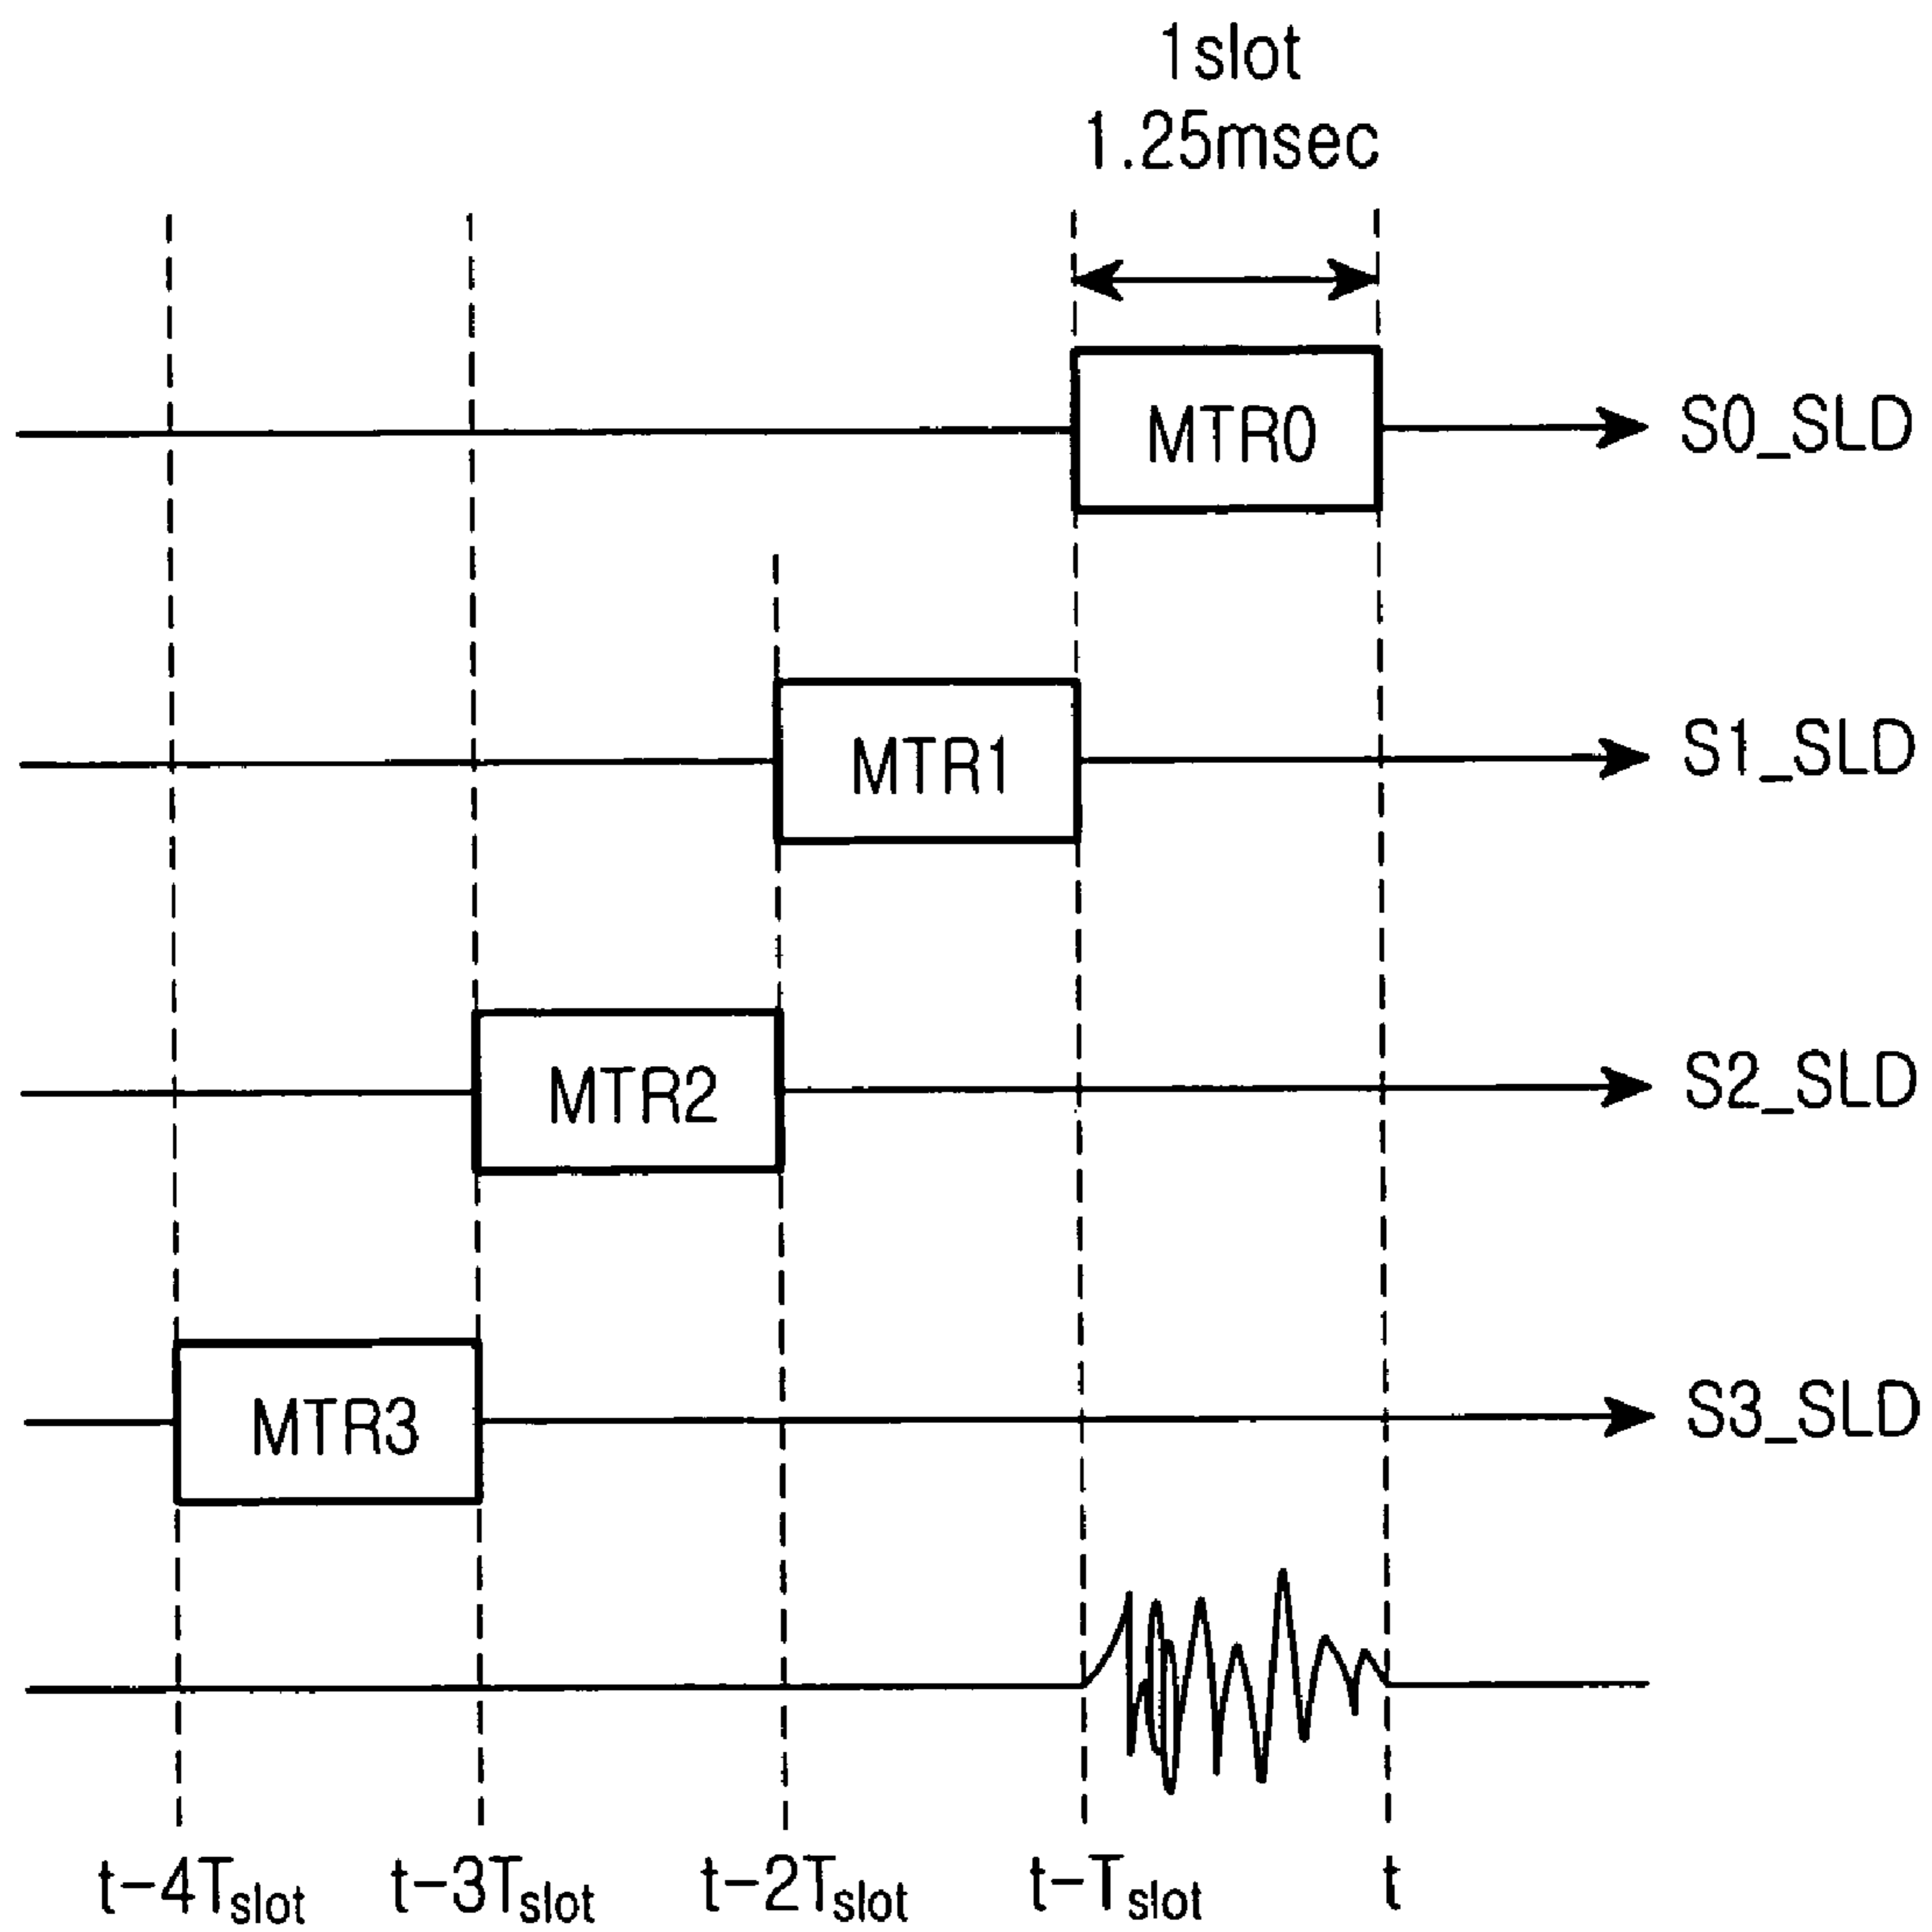 1slot
1.25msec
MTR0
S0_SLD
MTR1
S1_SLD
MTR2
S2_SLD
MTR3
S3_SLD
t-4Tslot
t-3Tslot
t-2Tslot
t-Tslot
t